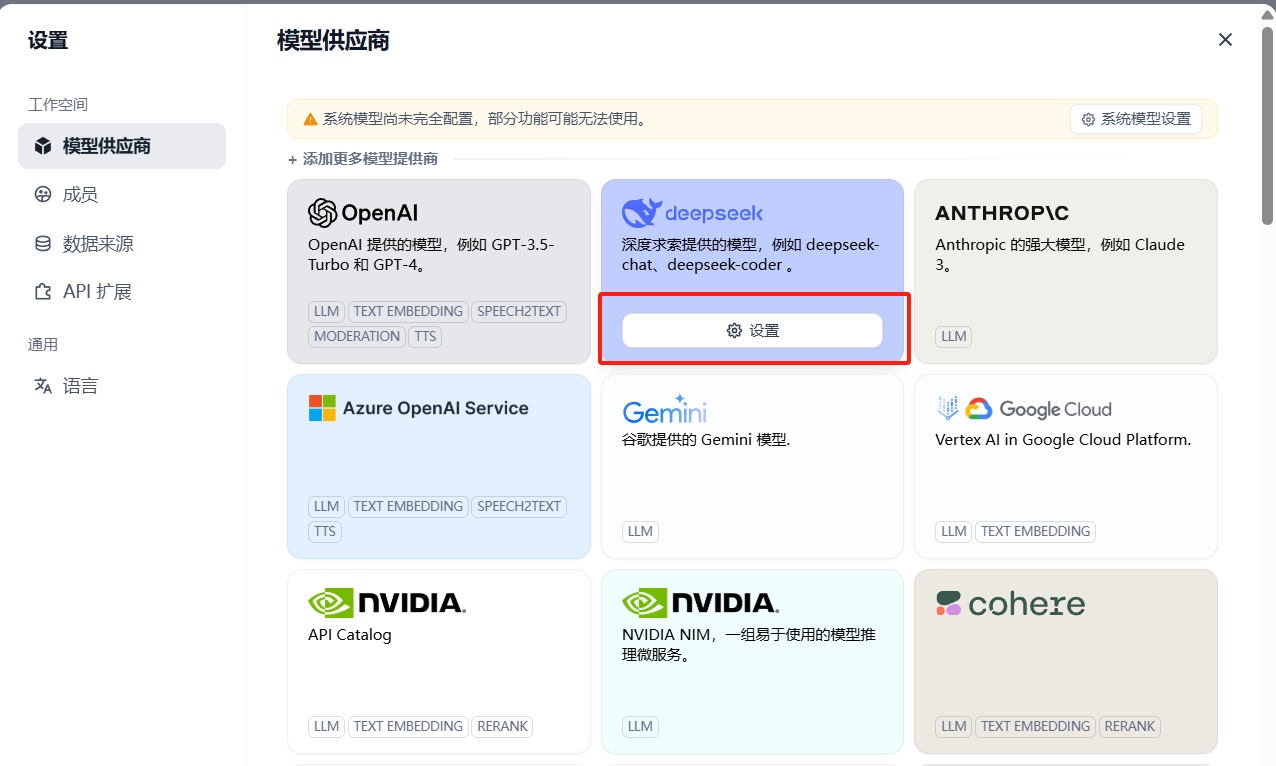 设置
工作空间
模型供应商
成员
数据来源
API 扩展
通用
语言
模型供应商
系统模型尚未完全配置，部分功能可能无法使用。
系统模型设置
+ 添加更多模型提供商
OpenAI
OpenAI 提供的模型，例如 GPT-3.5-
Turbo 和 GPT-4。
LLM TEXT EMBEDDING SPEECH2TEXT
MODERATION TTS
deepseek
深度求索提供的模型，例如 deepseek-
chat、deepseek-coder 。
设置
ANTHROP\C
Anthropic 的强大模型，例如 Claude
3。
LLM
Azure OpenAI Service
LLM TEXT EMBEDDING SPEECH2TEXT
TTS
Gemini
谷歌提供的 Gemini 模型.
LLM
Google Cloud
Vertex AI in Google Cloud Platform.
LLM TEXT EMBEDDING
NVIDIA.
API Catalog
LLM TEXT EMBEDDING RERANK
NVIDIA.
NVIDIA NIM，一组易于使用的模型推
理微服务。
LLM
cohere
LLM TEXT EMBEDDING RERANK